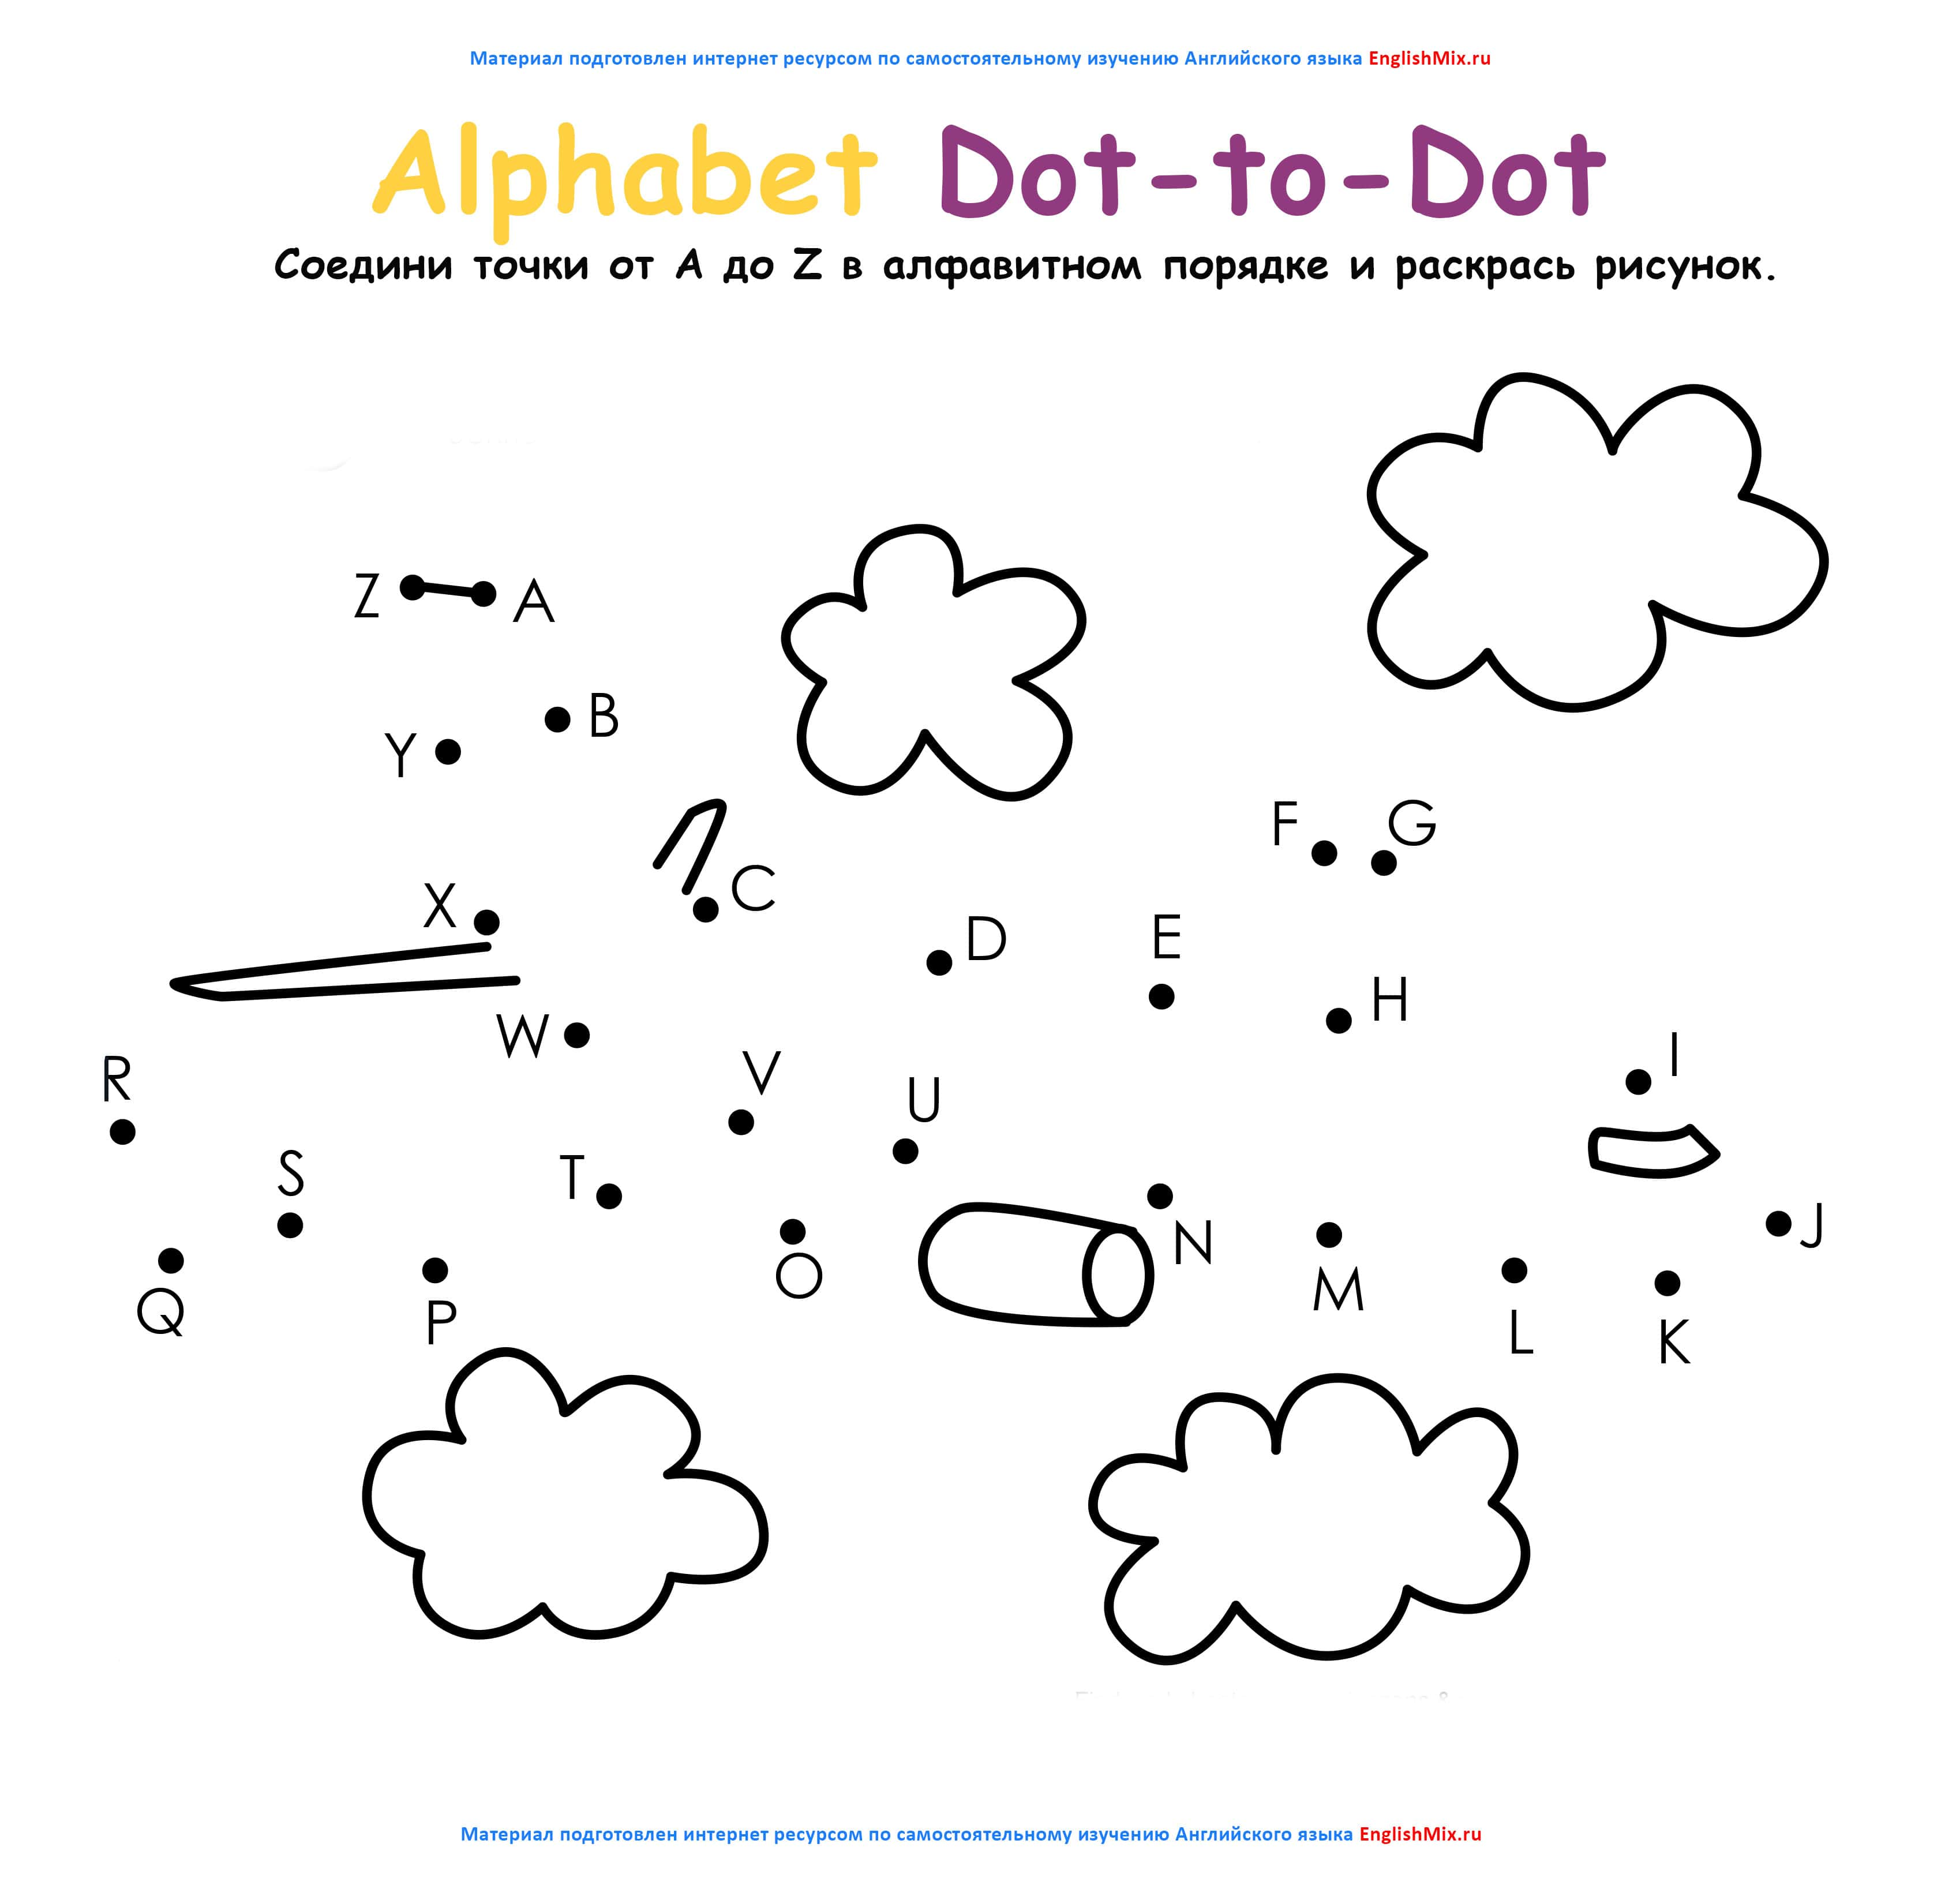 Материал подготовлен интернет ресурсом по самостоятельному изучению Английского языка EnglishMix.ru
Alphabet Dot-to-Dot
Соедини точки от A до Z в алфавитном порядке и раскрась рисунок.
Z A
B
Y
F G
C
X
D E
H
W
I
R
V
U
S
T
J
N
O
M
Q
P
L
K
Материал подготовлен интернет ресурсом по самостоятельному изучению Английского языка EnglishMix.ru